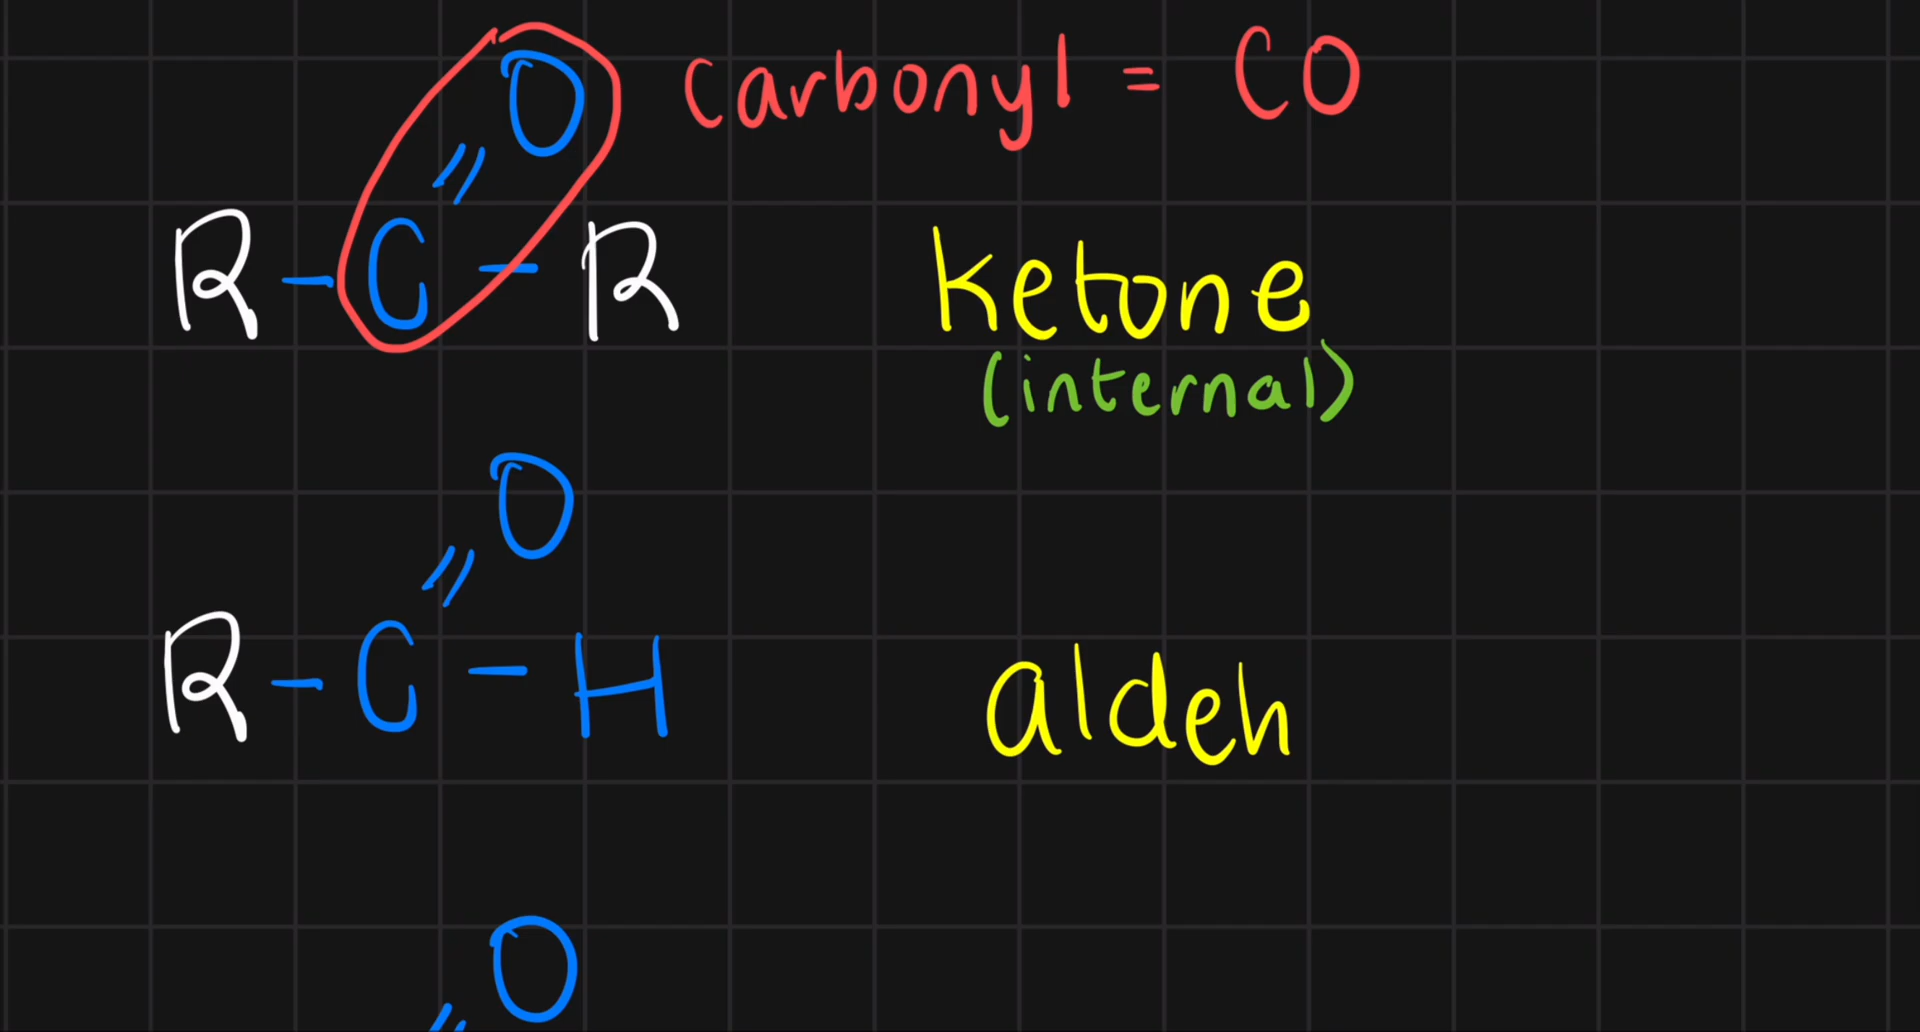 O carbonyl = CO
//
R - C - R ketone
(internal)
O
//
R - C - H aldeh
O
//